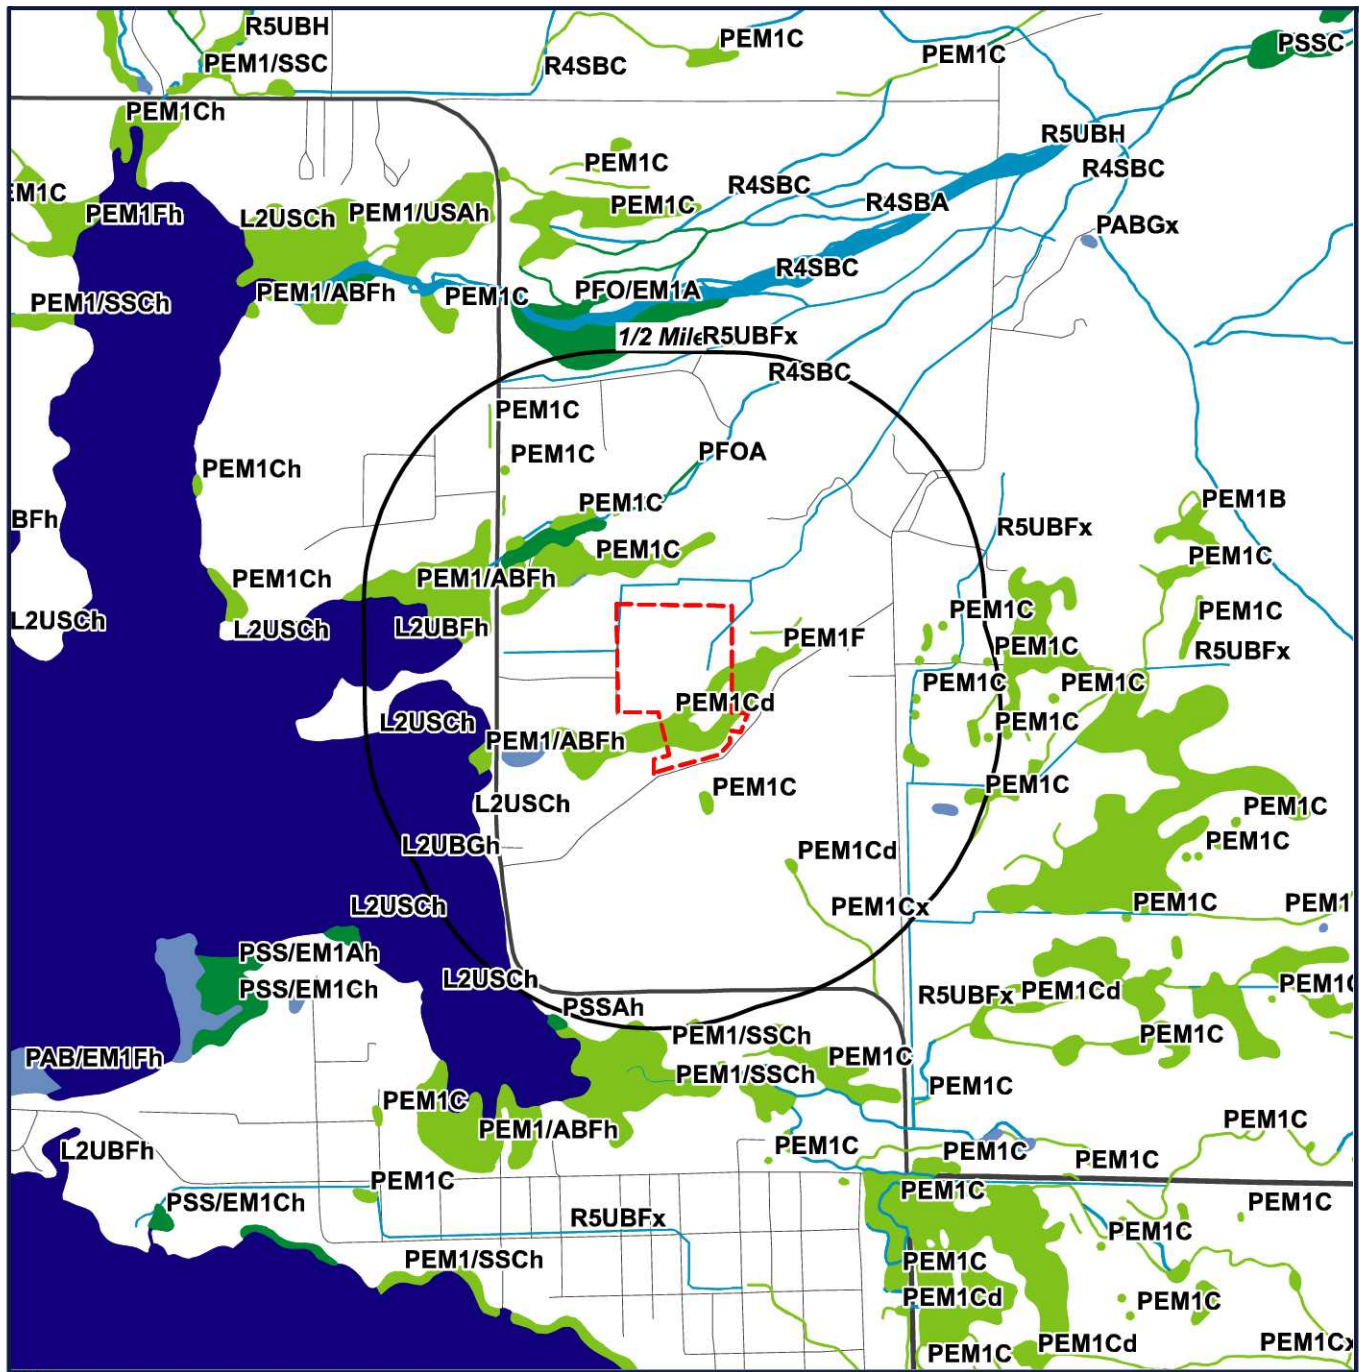 R5UBH
PEM1C
PSSC
PEM1C
PEM1/SSC
R4SBC
PEM1Ch
R5UBH
PEM1C
R4SBC
R4SBC
EM1C
PEM1C
R4SBA
PEM1Fh
L2USCh
PEM1/USAh
PABGx
R4SBC
PEM1/ABFh
PEM1C
PFO/EM1A
PEM1/SSCh
1/2 Mile
R5UBFx
R4SBC
PEM1C
PEM1C
PFOA
PEM1Ch
PEM1C
PEM1B
BFh
R5UBFx
PEM1C
PEM1C
PEM1Ch
PEM1/ABFh
PEM1C
PEM1C
L2USCh
L2USCh
L2UBFh
PEM1F
PEM1C
R5UBFx
PEM1C
PEM1C
PEM1Cd
L2USCh
PEM1C
PEM1/ABFh
PEM1C
PEM1C
L2USCh
PEM1C
L2UBGh
PEM1C
PEM1Cd
L2USCh
PEM1Cx
PEM1C
PEM1
PSS/EM1Ah
L2USCh
PSS/EM1Ch
R5UBFx
PEM1Cd
PEM1C
PSSAh
PEM1/SSCh
PEM1C
PAB/EM1Fh
PEM1C
PEM1/SSCh
PEM1C
PEM1C
PEM1C
PEM1/ABFh
L2UBFh
PEM1C
PEM1C
PEM1C
PEM1C
PEM1C
PSS/EM1Ch
PEM1C
R5UBFx
PEM1C
PEM1/SSCh
PEM1C
PEM1Cd
PEM1C
PEM1C
PEM1Cd
PEM1Cx